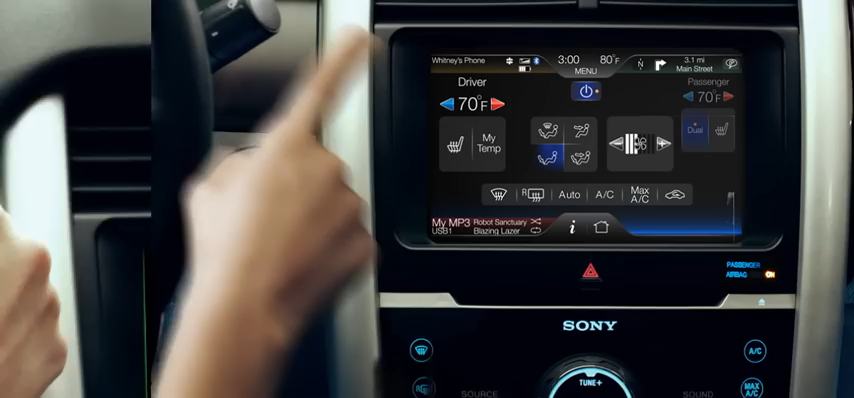 Whitney's Phone
3:00
80°F
MENU
N
3.1 mi
Main Street
Driver
70°F
Passenger
70°F
My
Temp
Dual
R
Auto
A/C
Max
A/C
My MP3
USB1
Robot Sanctuary
Blazing Lazer
i
PASSENGER
AIRBAG ON
SONY
A/C
R
TUNE+
MAX
A/C
SOURCE
SOUND